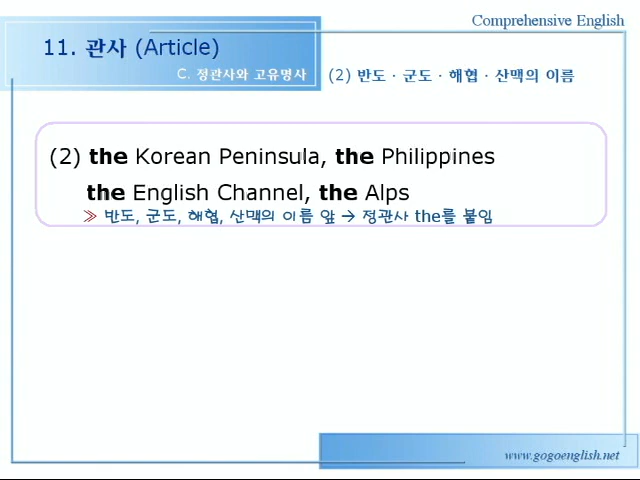 Comprehensive English
11. 관사 (Article)
C. 정관사와 고유명사
(2) 반도 · 군도 · 해협 · 산맥의 이름
(2) the Korean Peninsula, the Philippines
the English Channel, the Alps
≫ 반도, 군도, 해협, 산맥의 이름 앞 → 정관사 the를 붙임
www.gogoenglish.net